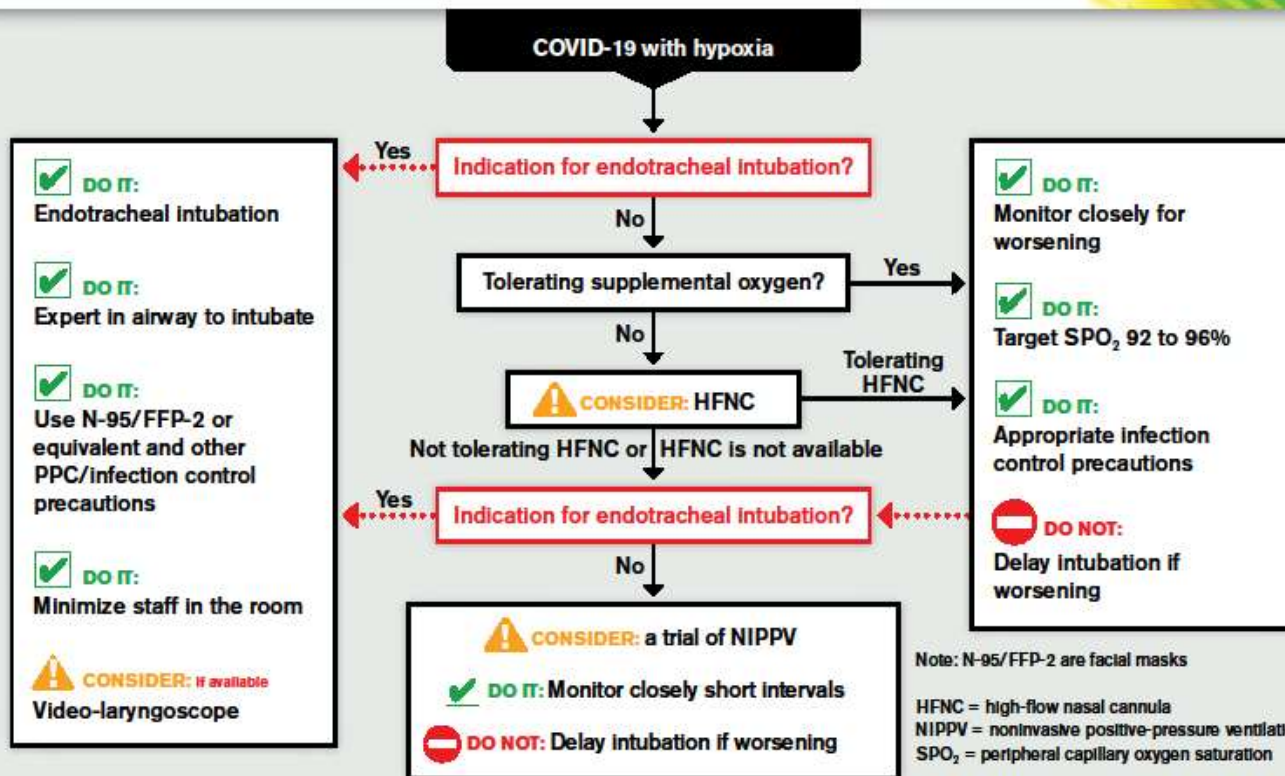 COVID-19 with hypoxia
Indication for endotracheal intubation?
Yes
No
DO IT:
Endotracheal intubation
DO IT:
Expert in airway to intubate
DO IT:
Use N-95/FFP-2 or
equivalent and other
PPC/infection control
precautions
DO IT:
Minimize staff in the room
CONSIDER: If available
Video-laryngoscope
Tolerating supplemental oxygen?
Yes
No
CONSIDER: HFNC
Tolerating
HFNC
Not tolerating HFNC or HFNC is not available
Indication for endotracheal intubation?
Yes
No
CONSIDER: a trial of NIPPV
DO IT: Monitor closely short intervals
DO NOT: Delay intubation if worsening
DO IT:
Monitor closely for
worsening
DO IT:
Target SPO₂ 92 to 96%
DO IT:
Appropriate infection
control precautions
DO NOT:
Delay intubation if
worsening
Note: N-95/FFP-2 are facial masks
HFNC = high-flow nasal cannula
NIPPV = noninvasive positive-pressure ventilati
SPO₂ = peripheral capillary oxygen saturation